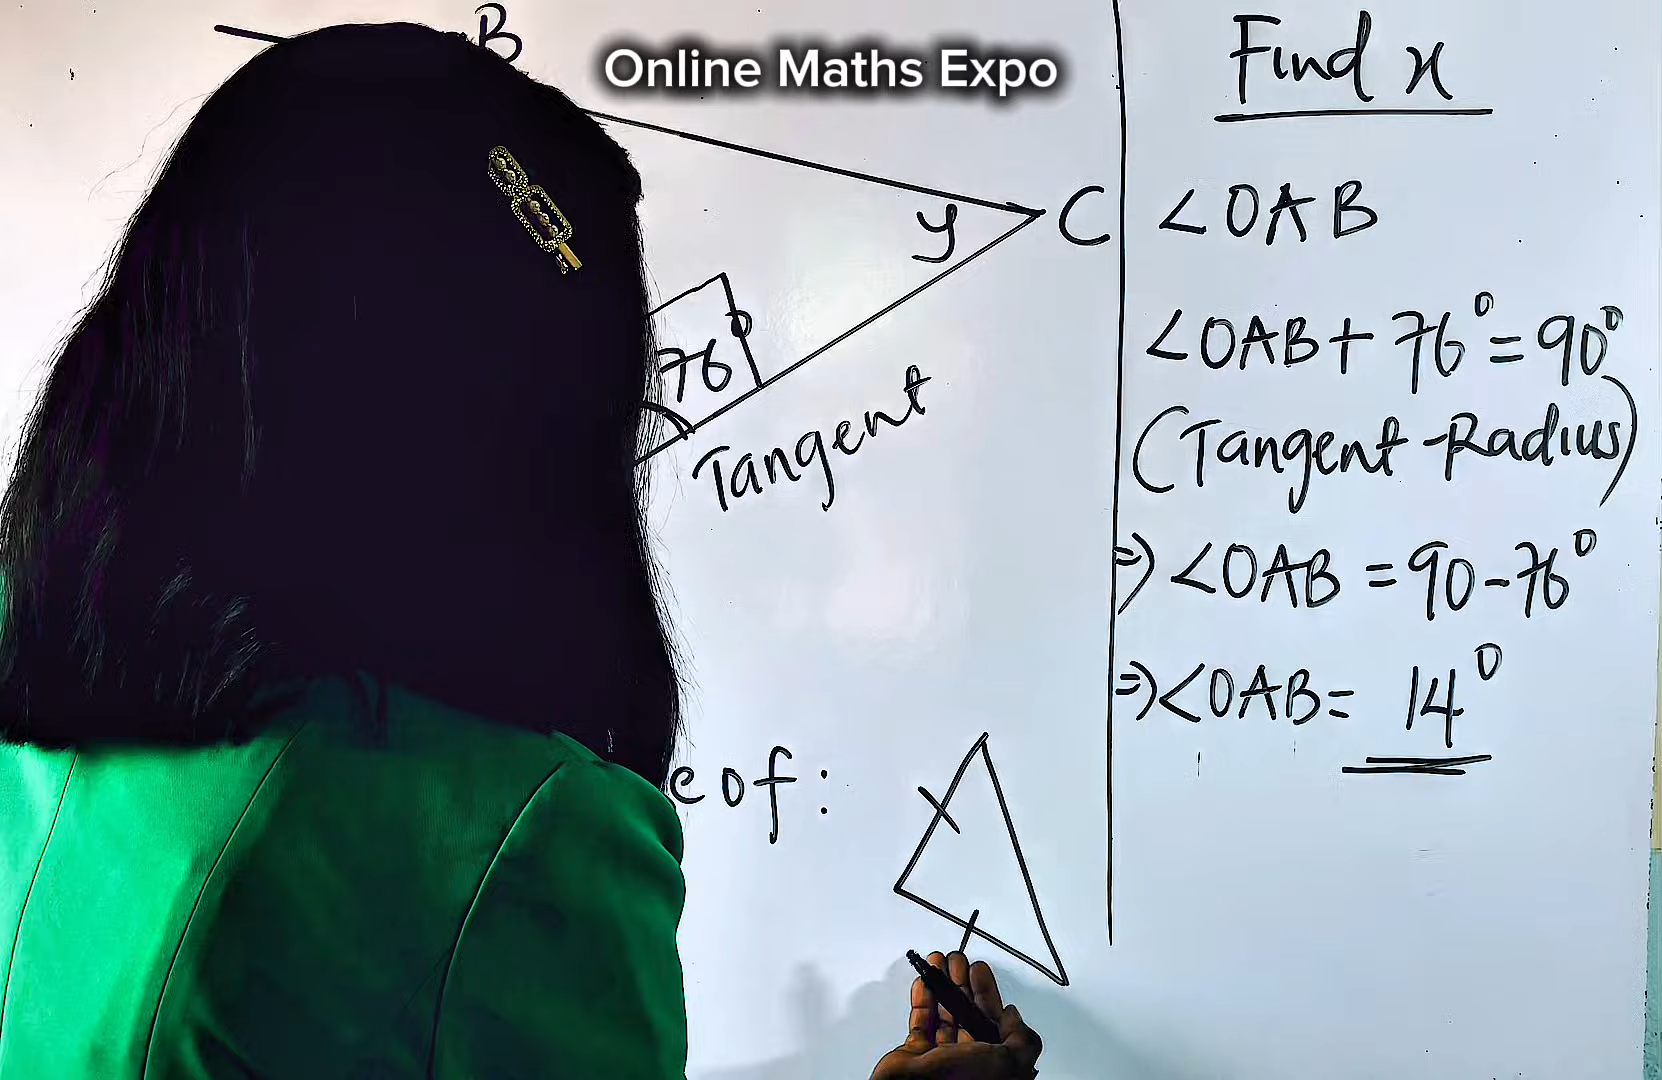 B
Online Maths Expo
y
C
76°
Tangent
e of :
Find x
∠OAB
∠OAB + 76° = 90°
(Tangent-Radius)
⇒ ∠OAB = 90 - 76°
⇒ ∠OAB = 14°